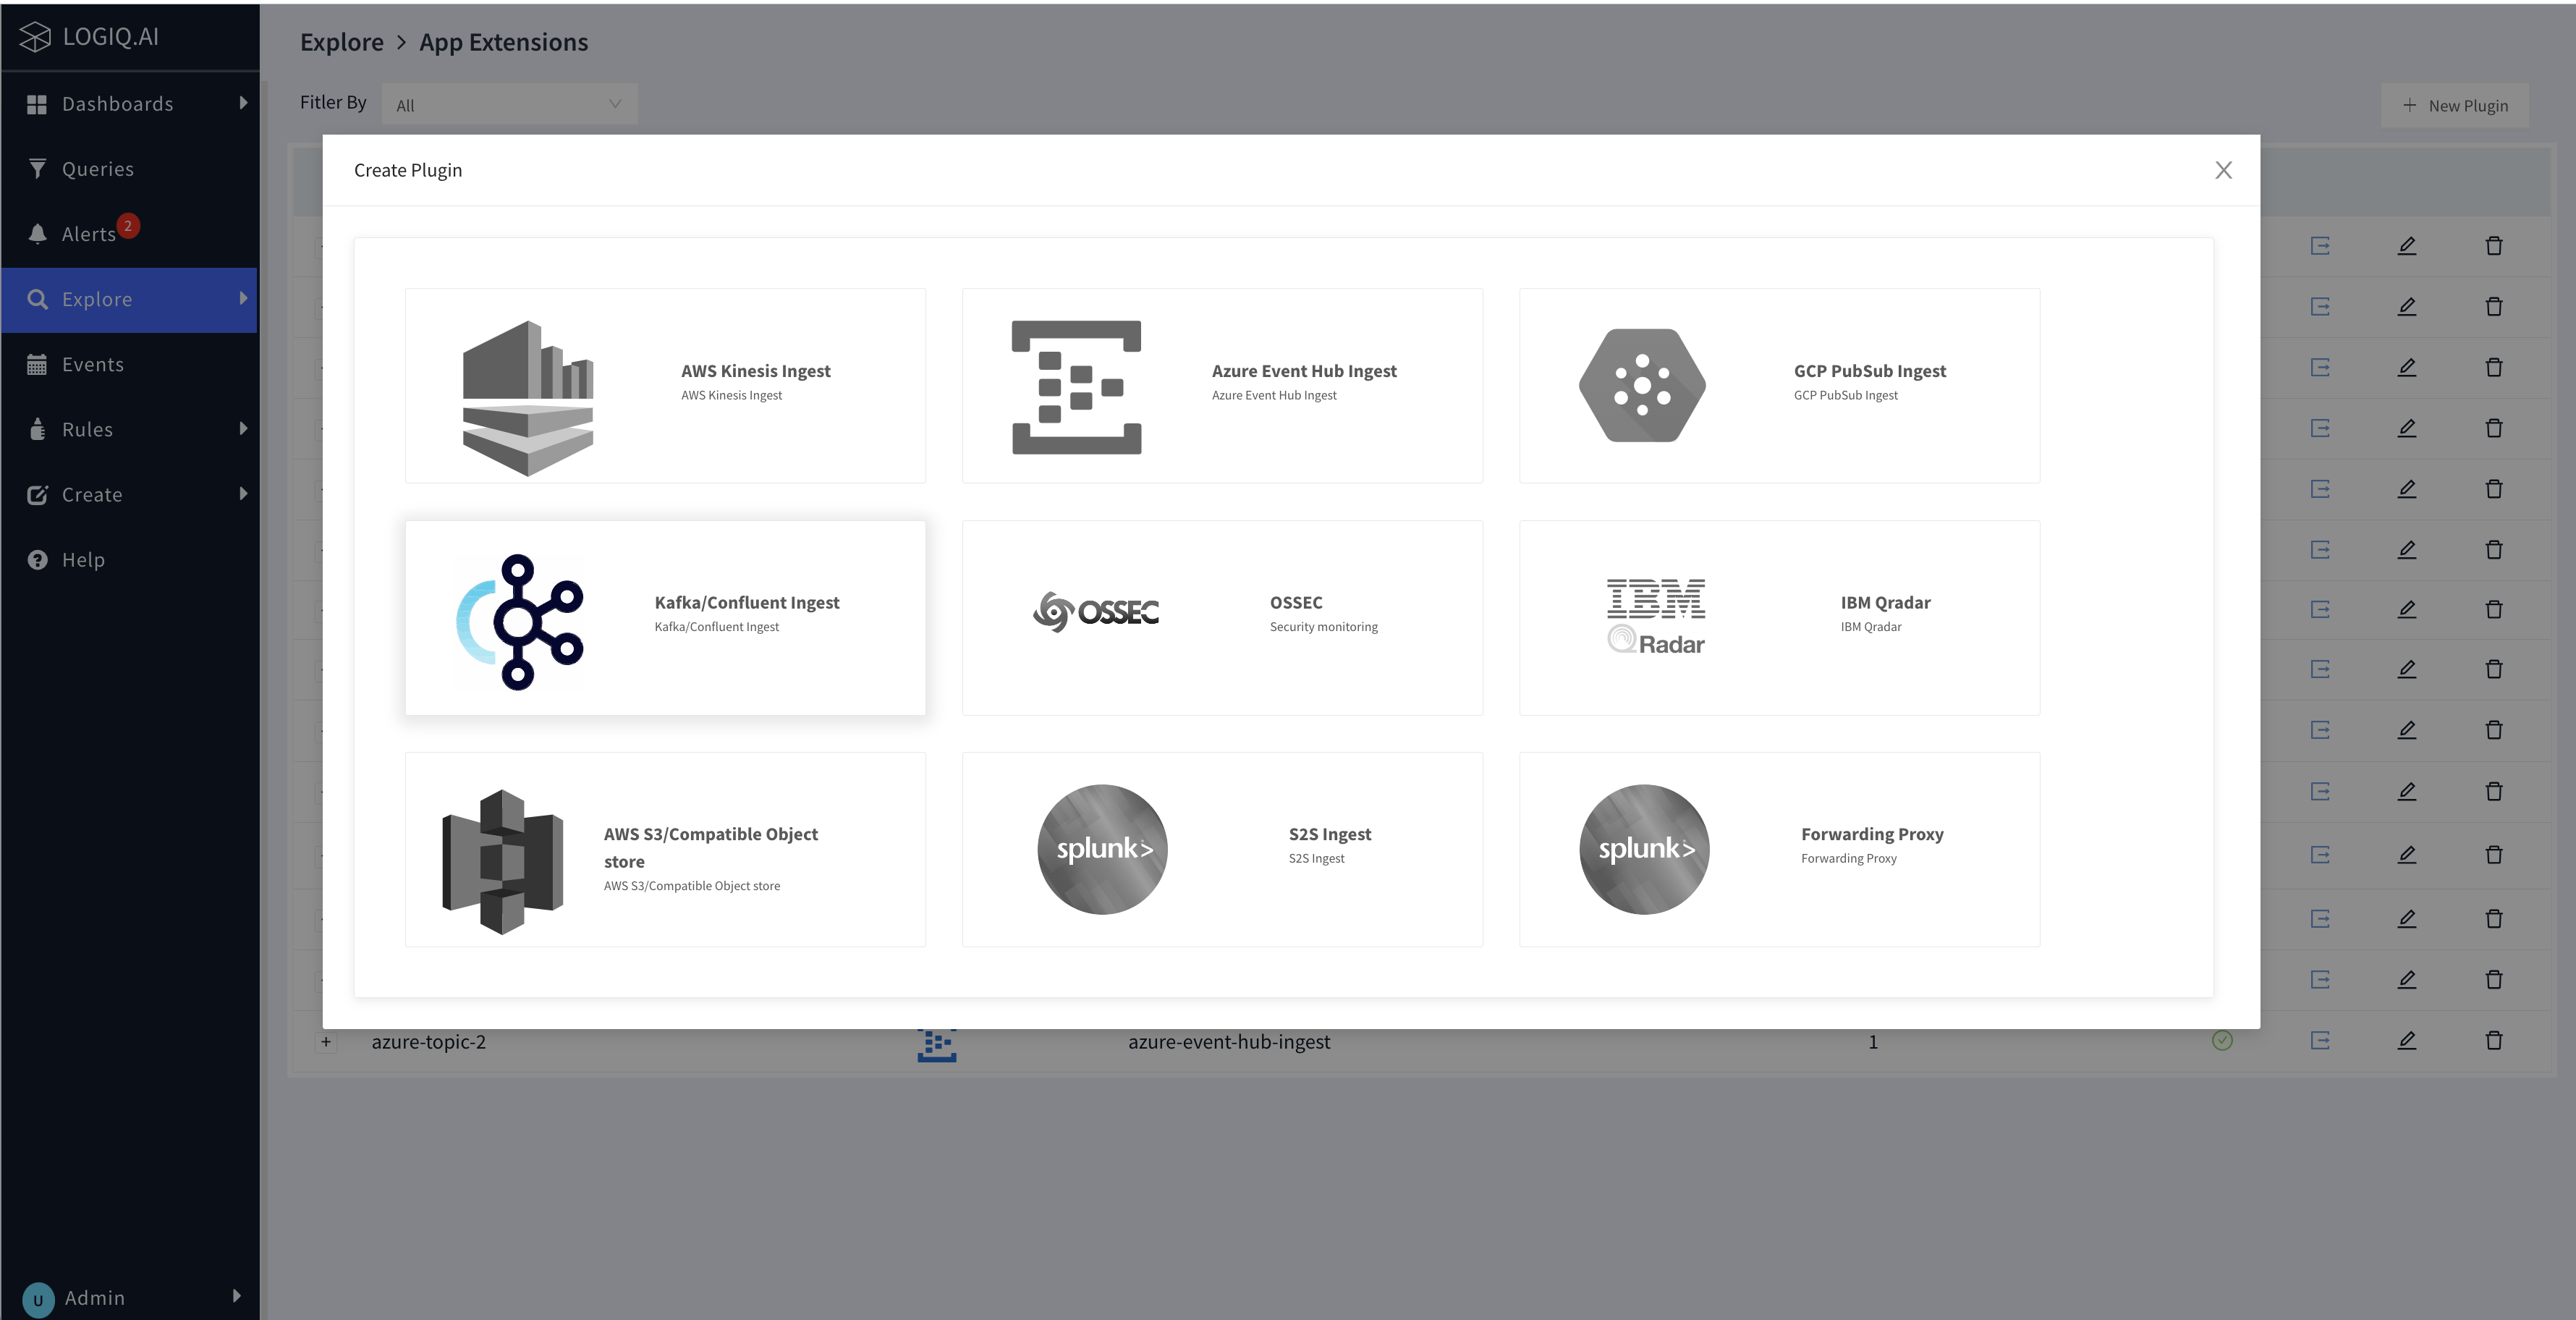 LOGIQ.AI
Explore > App Extensions
Dashboards
Fitler By
All
+ New Plugin
Queries
Create Plugin
Alerts 2
Explore
Events
Rules
Create
Help
AWS Kinesis Ingest
AWS Kinesis Ingest
Azure Event Hub Ingest
Azure Event Hub Ingest
GCP PubSub Ingest
GCP PubSub Ingest
Kafka/Confluent Ingest
Kafka/Confluent Ingest
OSSEC
OSSEC
Security monitoring
IBM
QRadar
IBM Qradar
IBM Qradar
AWS S3/Compatible Object
store
AWS S3/Compatible Object store
splunk>
S2S Ingest
S2S Ingest
splunk>
Forwarding Proxy
Forwarding Proxy
+ azure-topic-2 azure-event-hub-ingest 1
U Admin